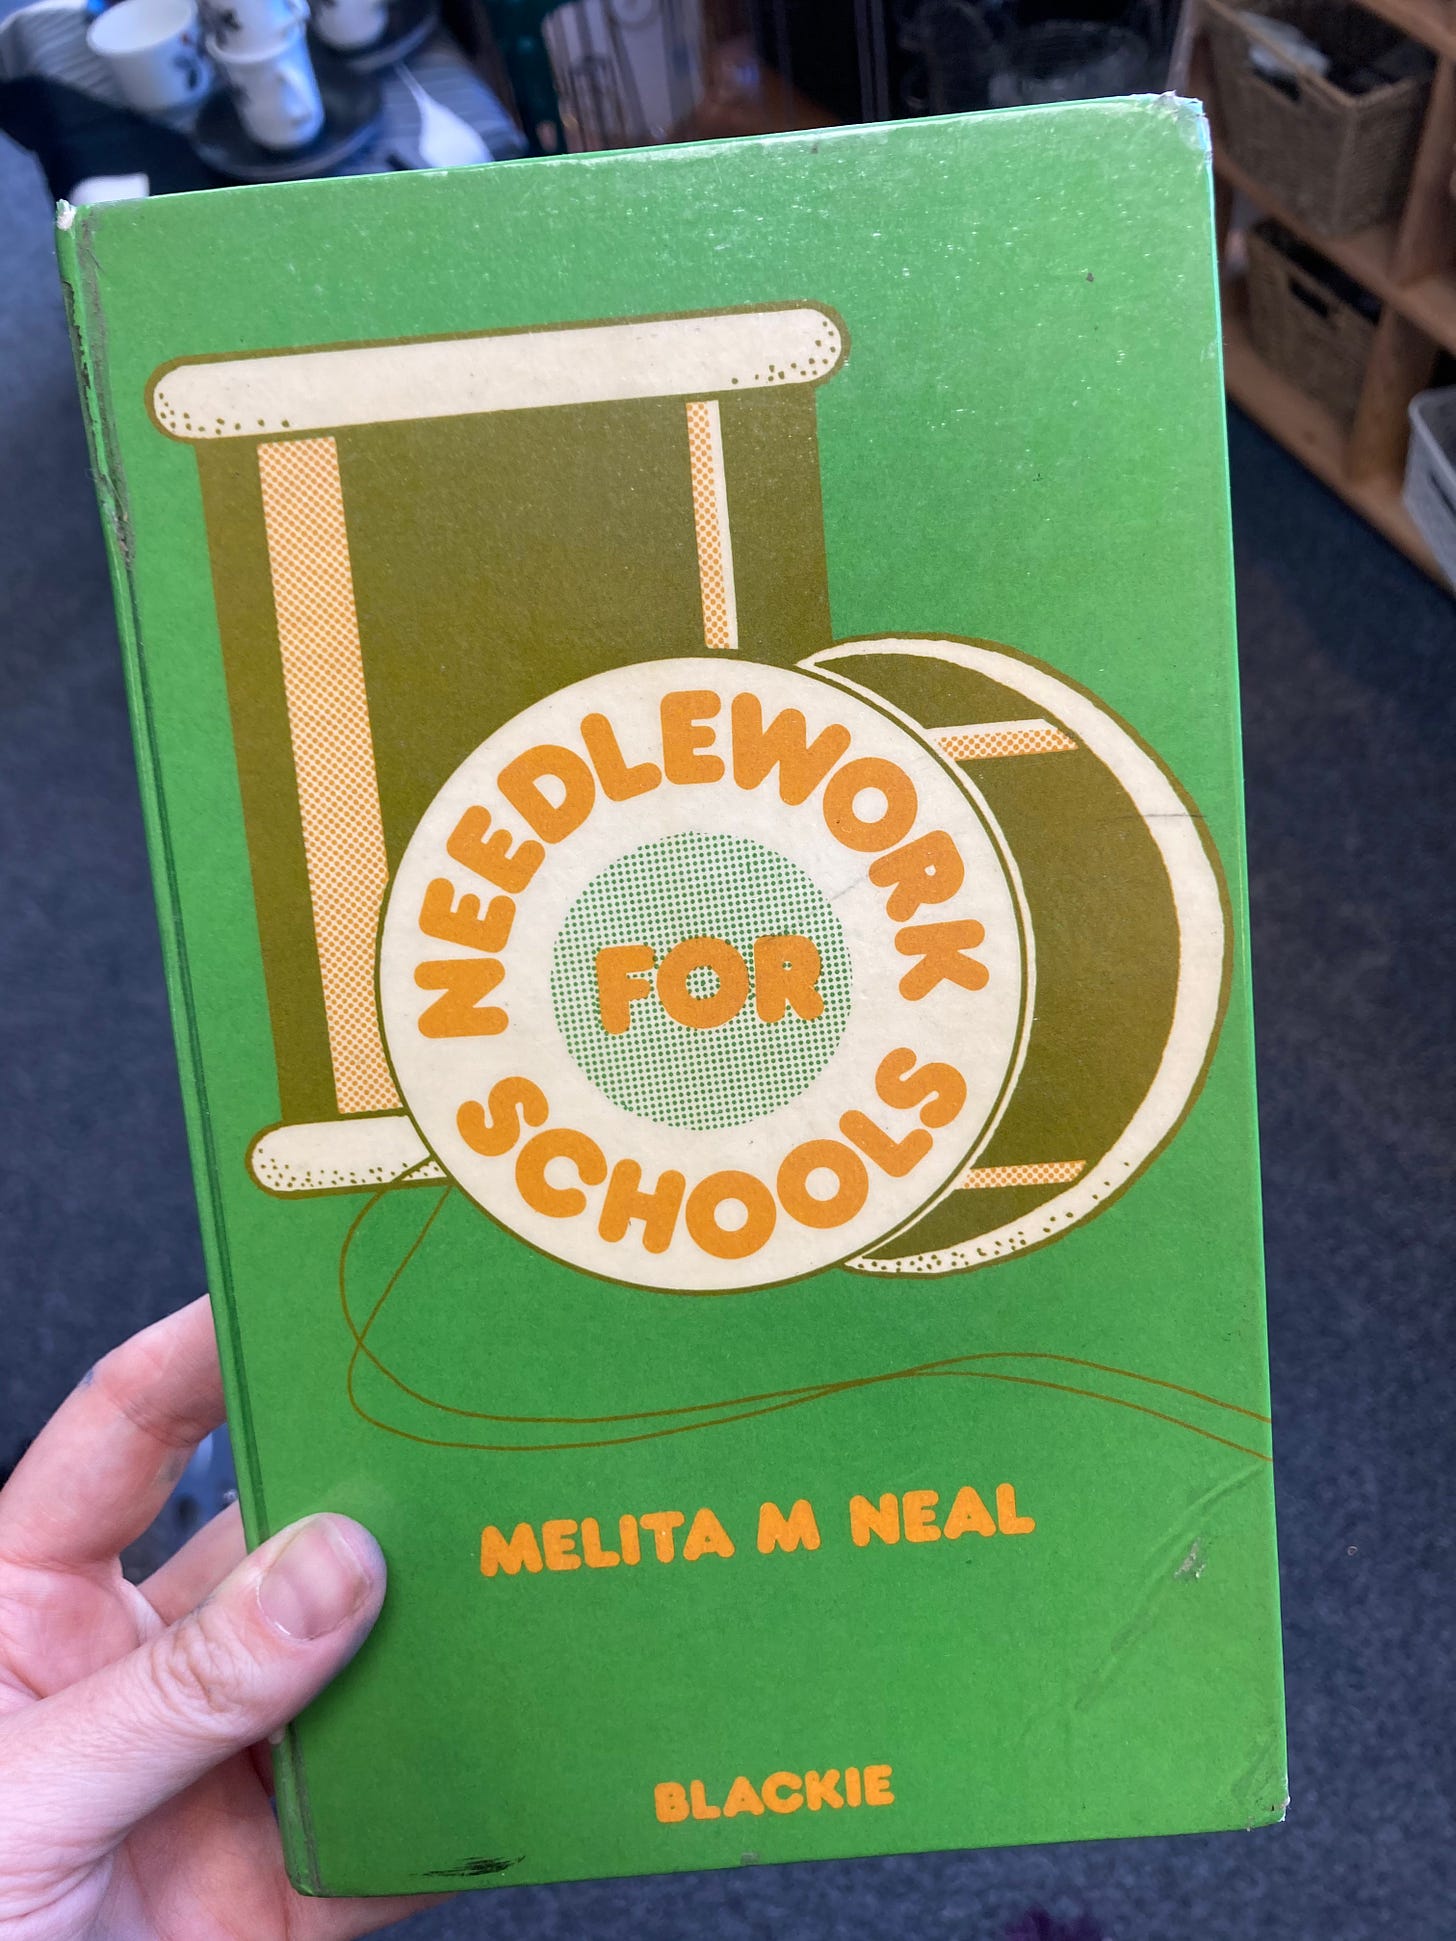 NEEDLEWORK
FOR
SCHOOLS
MELITA M NEAL
BLACKIE